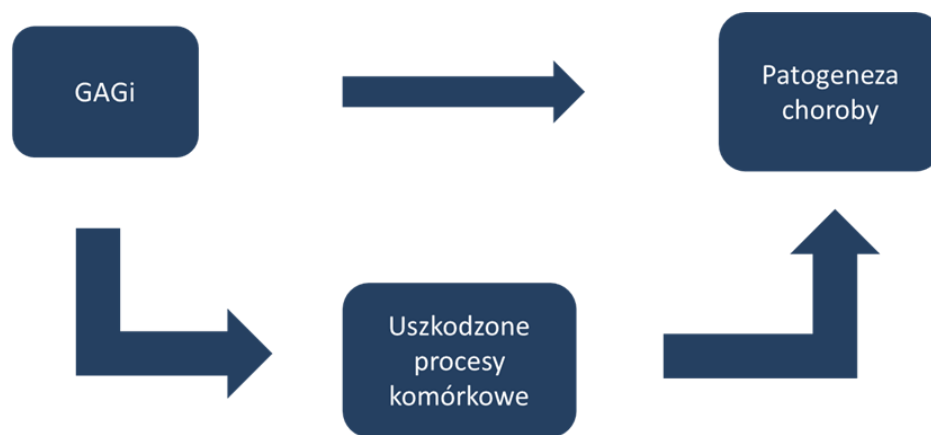 GAGi
Patogeneza
choroby
Uszkodzone
procesy
komórkowe